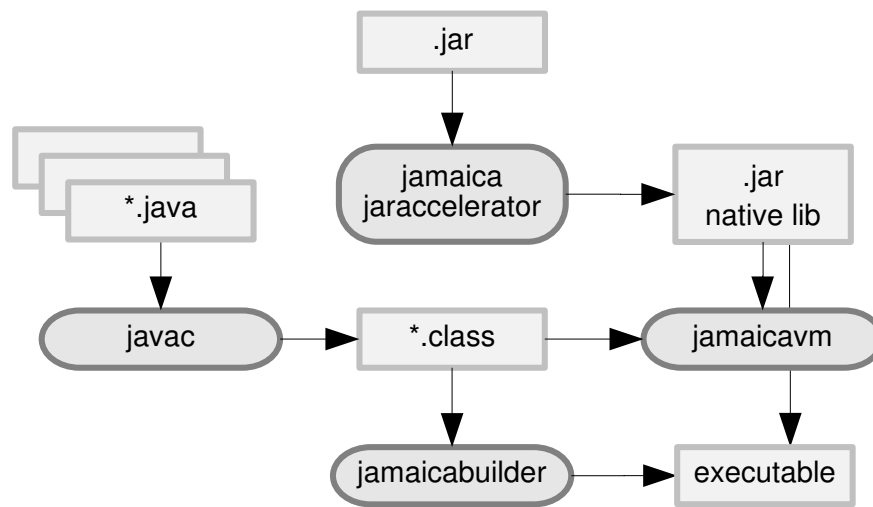 .jar
jamaica
jaraccelerator
.jar
native lib
*.java
javac
*.class
jamaicavm
jamaicabuilder
executable